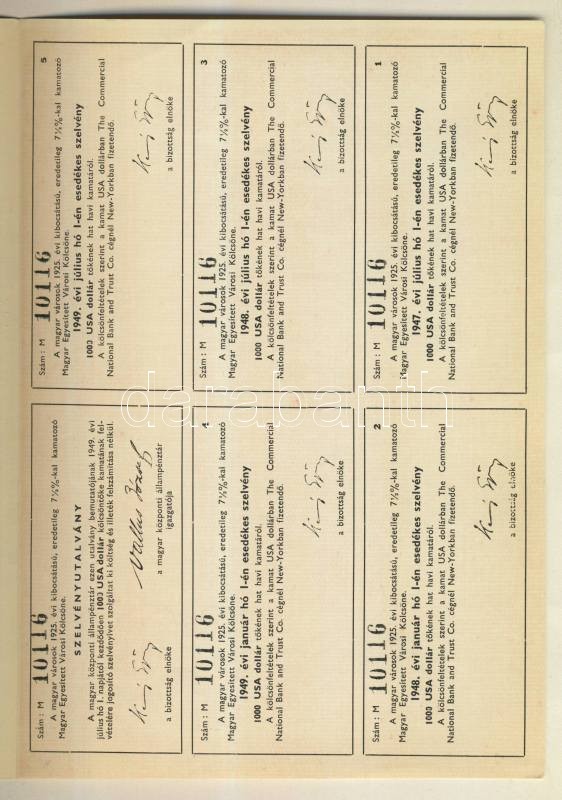 Szám: M 10116
A magyar városok 1925. évi kibocsátású, eredetileg 7½%-kal kamatozó
Magyar Egyesített Városi Kölcsöne.
SZELVÉNYUTALVÁNY
A magyar központi állampénztár ezen utalvány bemutatójának 1949. évi
július hó 1. napjától kezdődően 1000 USA dollár kölcsöntőke kamatának fel-
vételére jogosító szelvényívet szolgáltat ki költség és illeték felszámítása nélkül.
a bizottság elnöke
a magyar központi állampénztár
igazgatója
Szám: M 10116
5
A magyar városok 1925. évi kibocsátású, eredetileg 7½%-kal kamatozó
Magyar Egyesített Városi Kölcsöne.
1949. évi július hó 1-én esedékes szelvény
1000 USA dollár tőkének hat havi kamatáról.
A kölcsönfeltételek szerint a kamat USA dollárban The Commercial
National Bank and Trust Co. cégnél New-Yorkban fizetendő.
a bizottság elnöke
Szám: M 10116
4
A magyar városok 1925. évi kibocsátású, eredetileg 7½%-kal kamatozó
Magyar Egyesített Városi Kölcsöne.
1949. évi január hó 1-én esedékes szelvény
1000 USA dollár tőkének hat havi kamatáról.
A kölcsönfeltételek szerint a kamat USA dollárban The Commercial
National Bank and Trust Co. cégnél New-Yorkban fizetendő.
a bizottság elnöke
Szám: M 10116
3
A magyar városok 1925. évi kibocsátású, eredetileg 7½%-kal kamatozó
Magyar Egyesített Városi Kölcsöne.
1948. évi július hó 1-én esedékes szelvény
1000 USA dollár tőkének hat havi kamatáról.
A kölcsönfeltételek szerint a kamat USA dollárban The Commercial
National Bank and Trust Co. cégnél New-Yorkban fizetendő.
a bizottság elnöke
Szám: M 10116
2
A magyar városok 1925. évi kibocsátású, eredetileg 7½%-kal kamatozó
Magyar Egyesített Városi Kölcsöne.
1948. évi január hó 1-én esedékes szelvény
1000 USA dollár tőkének hat havi kamatáról.
A kölcsönfeltételek szerint a kamat USA dollárban The Commercial
National Bank and Trust Co. cégnél New-Yorkban fizetendő.
a bizottság elnöke
Szám: M 10116
1
A magyar városok 1925. évi kibocsátású, eredetileg 7½%-kal kamatozó
Magyar Egyesített Városi Kölcsöne.
1947. évi július hó 1-én esedékes szelvény
1000 USA dollár tőkének hat havi kamatáról.
A kölcsönfeltételek szerint a kamat USA dollárban The Commercial
National Bank and Trust Co. cégnél New-Yorkban fizetendő.
a bizottság elnöke
darabanth